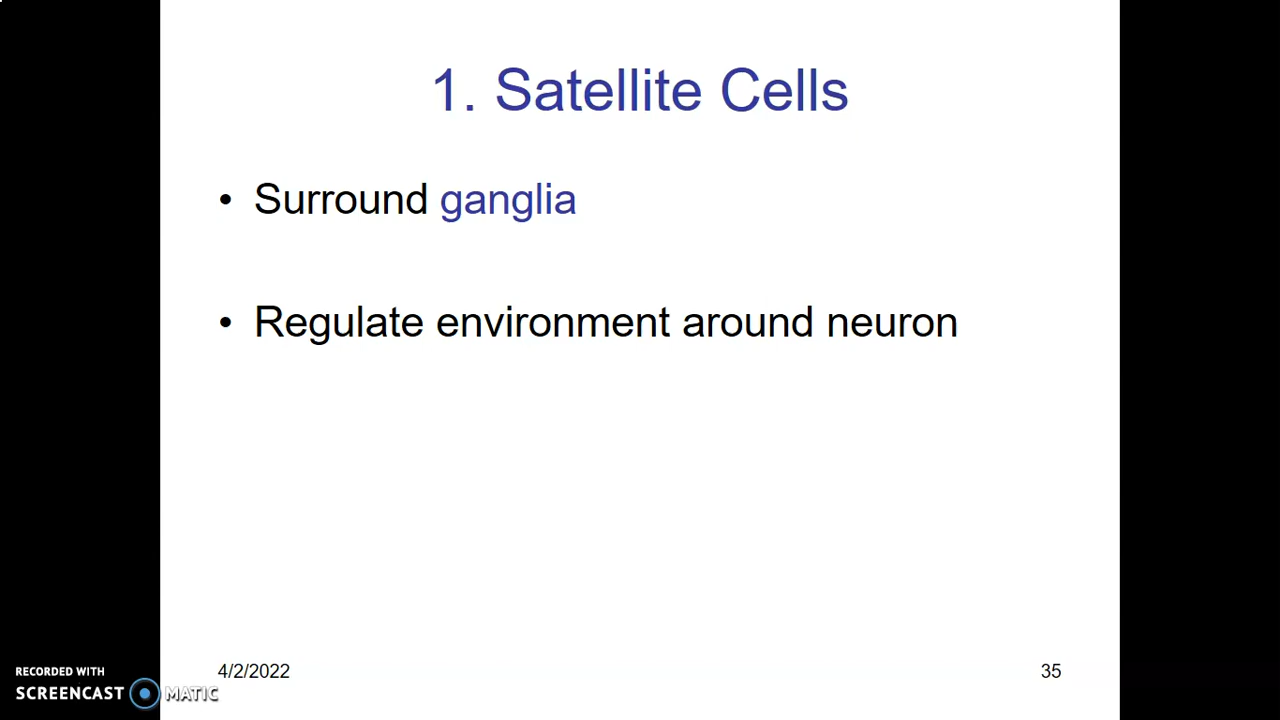 1. Satellite Cells
• Surround ganglia
• Regulate environment around neuron
4/2/2022
35
RECORDED WITH
SCREENCAST MATIC